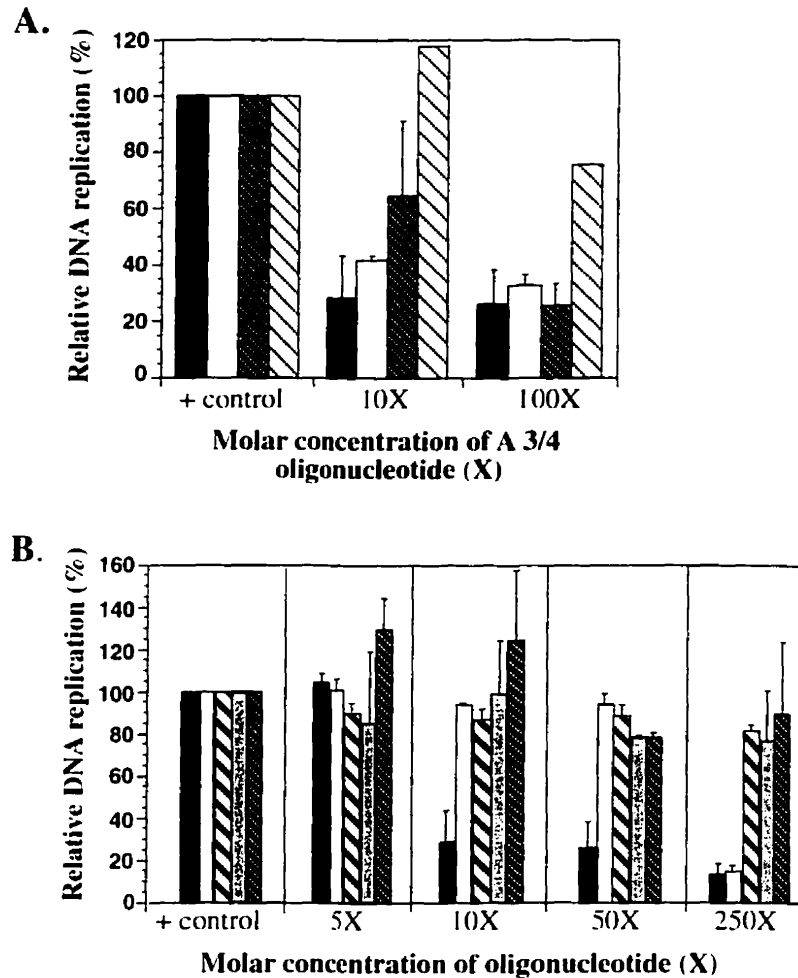 A.
Relative DNA replication (%)
120
100
80
60
40
20
0
+ control 10X 100X
Molar concentration of A 3/4
oligonucleotide (X)
B.
Relative DNA replication (%)
160
140
120
100
80
60
40
20
0
+ control 5X 10X 50X 250X
Molar concentration of oligonucleotide (X)